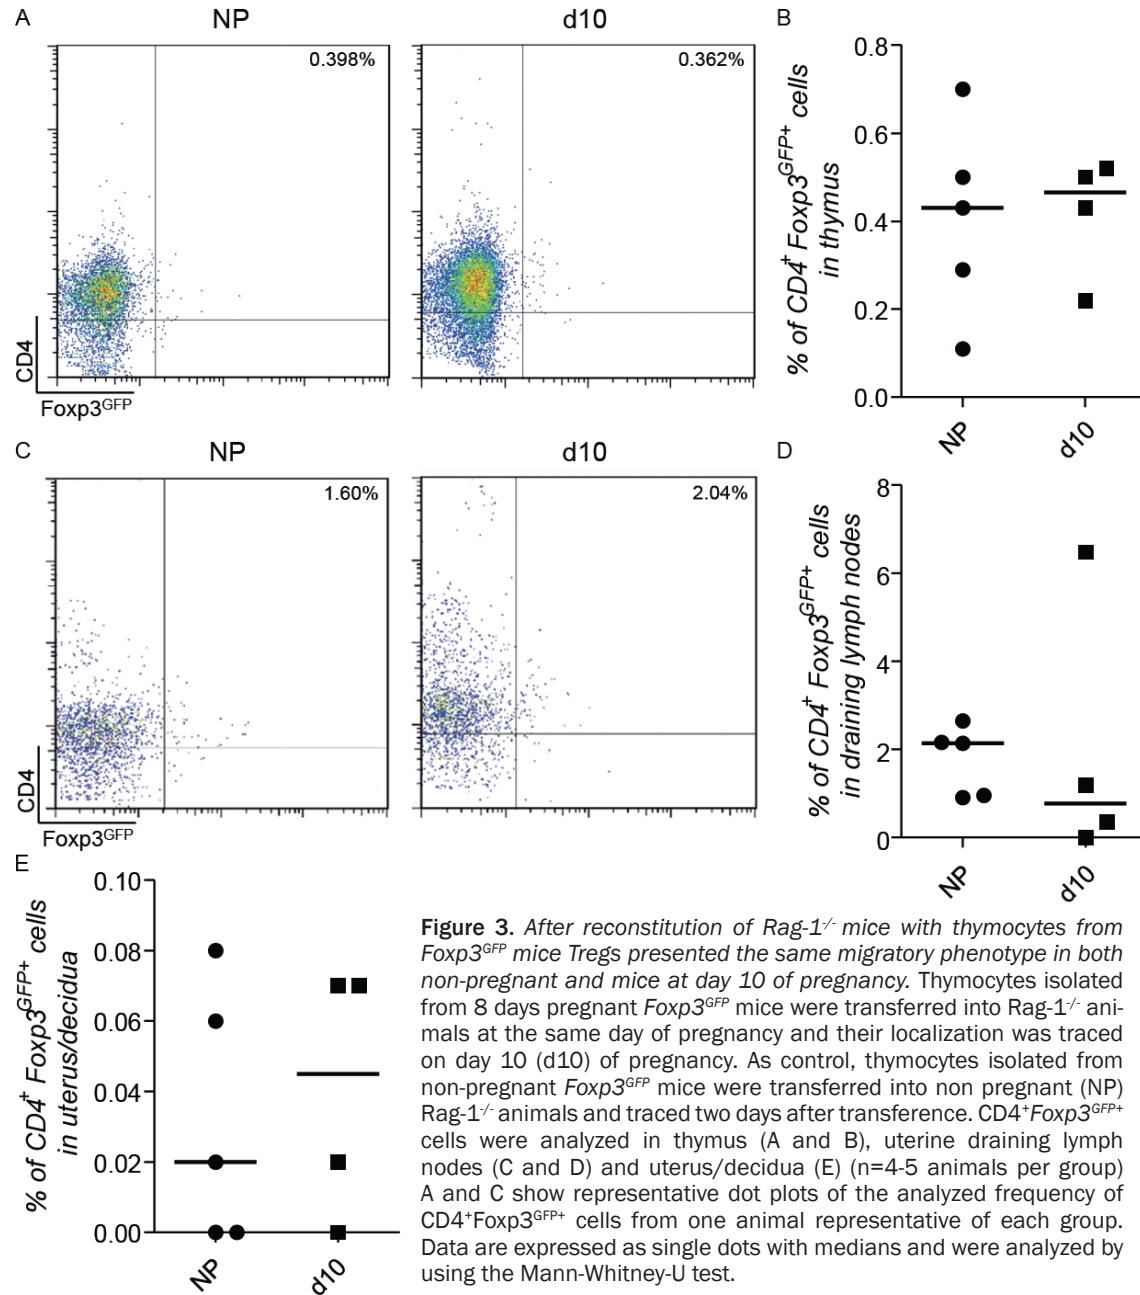 A
NP
d10
0.398%
0.362%
CD4
Foxp3GFP
B
0.8
0.6
0.4
0.2
0.0
% of CD4+ Foxp3GFP+ cells
in thymus
NP
d10
C
NP
d10
1.60%
2.04%
CD4
Foxp3GFP
D
8
6
4
2
0
% of CD4+ Foxp3GFP+ cells
in draining lymph nodes
NP
d10
E
0.10
0.08
0.06
0.04
0.02
0.00
% of CD4+ Foxp3GFP+ cells
in uterus/decidua
NP
d10
Figure 3. After reconstitution of Rag-1-/- mice with thymocytes from
Foxp3GFP mice Tregs presented the same migratory phenotype in both
non-pregnant and mice at day 10 of pregnancy. Thymocytes isolated
from 8 days pregnant Foxp3GFP mice were transferred into Rag-1-/- ani-
mals at the same day of pregnancy and their localization was traced
on day 10 (d10) of pregnancy. As control, thymocytes isolated from
non-pregnant Foxp3GFP mice were transferred into non pregnant (NP)
Rag-1-/- animals and traced two days after transference. CD4+Foxp3GFP+
cells were analyzed in thymus (A and B), uterine draining lymph
nodes (C and D) and uterus/decidua (E) (n=4-5 animals per group)
A and C show representative dot plots of the analyzed frequency of
CD4+Foxp3GFP+ cells from one animal representative of each group.
Data are expressed as single dots with medians and were analyzed by
using the Mann-Whitney-U test.